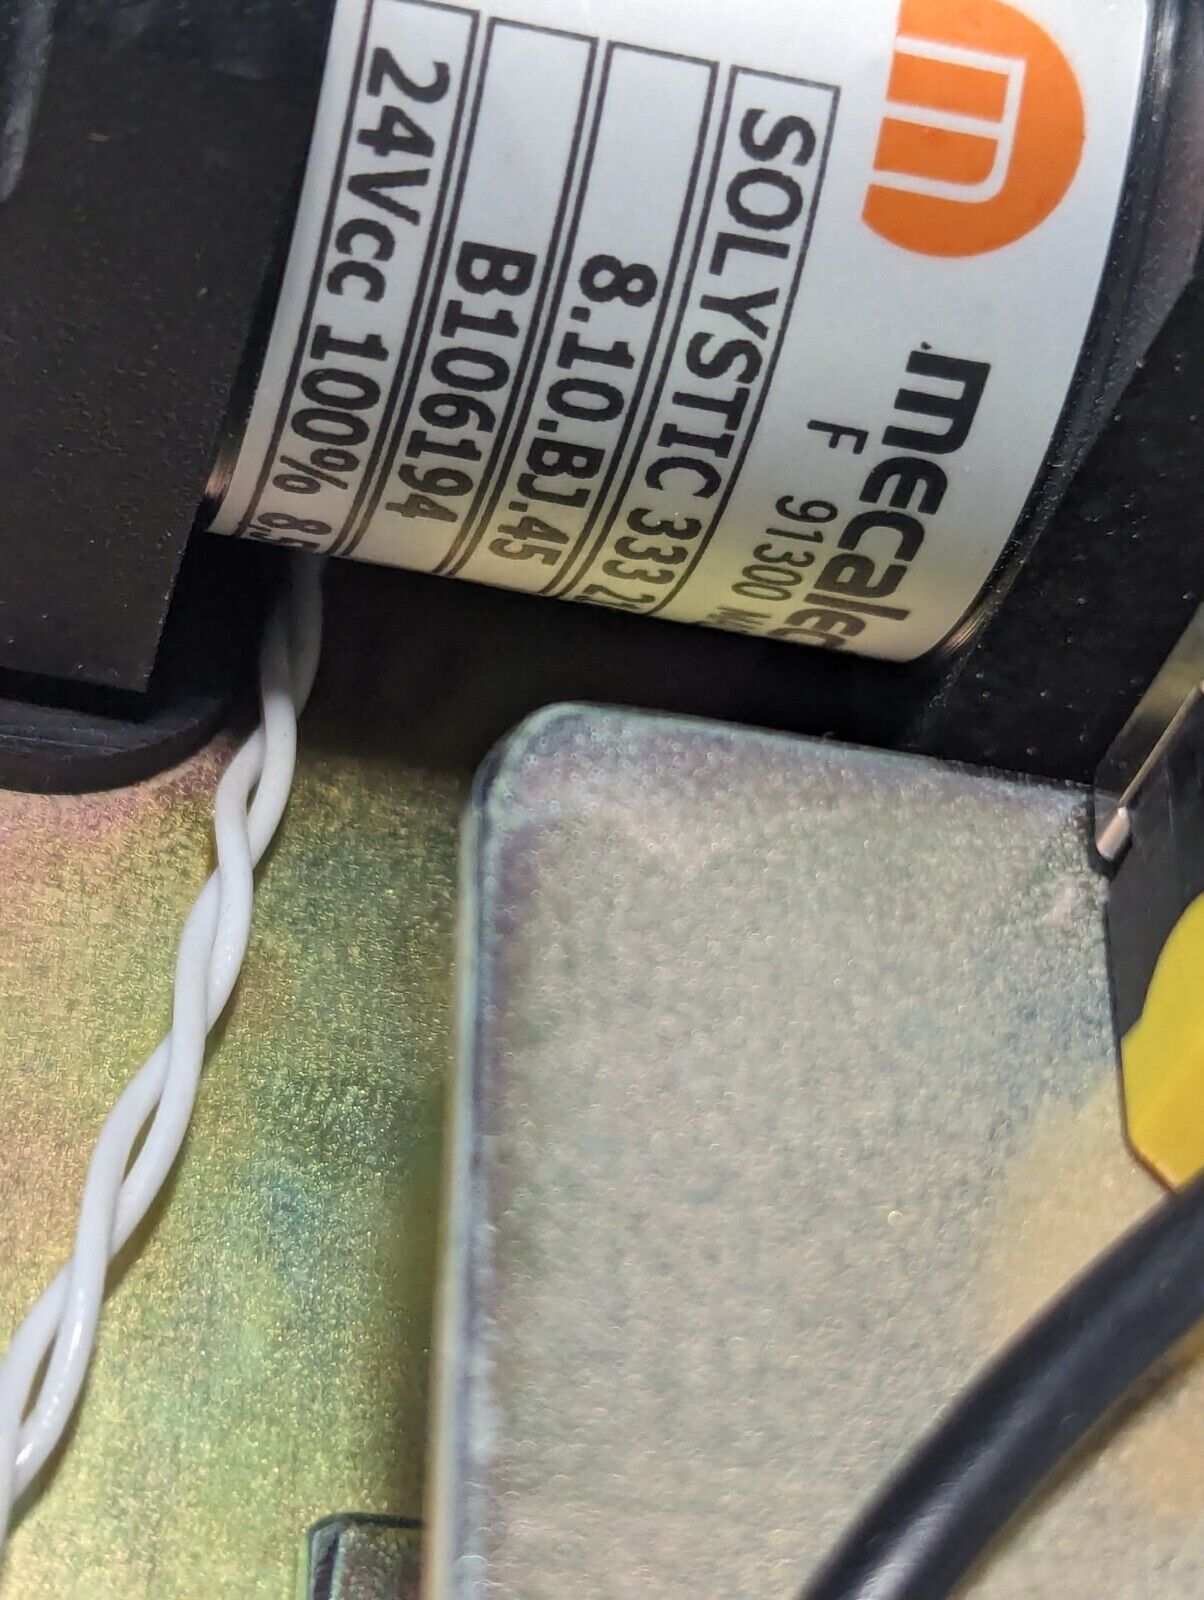 mecalec
F 91300
SOLYSTIC 333
8.10.BJ.45
B106194
24Vcc 100%